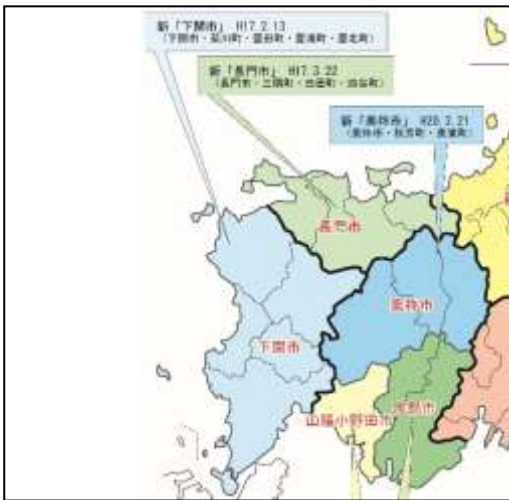 新「下関市」 H17.2.13
(下関市・菊川町・豊田町・豊浦町・豊北町)
新「長門市」 H17.3.22
(長門市・三隅町・日置町・油谷町)
新「美祢市」 H20.3.21
(美祢市・秋芳町・美東町)
長門市
美祢市
下関市
山陽小野田市
宇部市